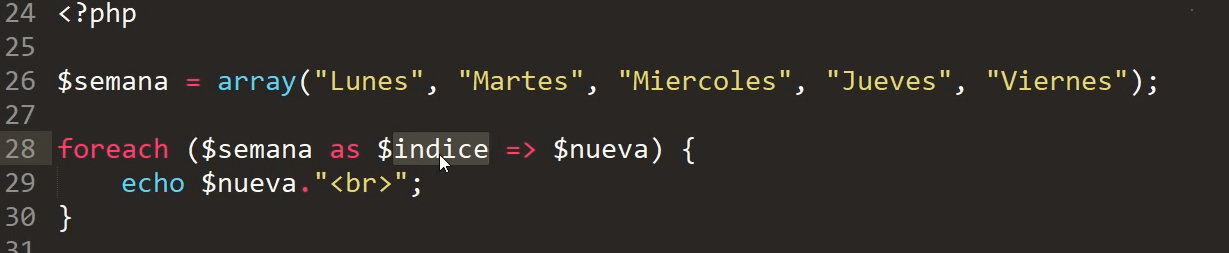 24 <?php
25
26 $semana = array("Lunes", "Martes", "Miercoles", "Jueves", "Viernes");
27
28 foreach ($semana as $indice => $nueva) {
29     echo $nueva."<br>";
30 }
31